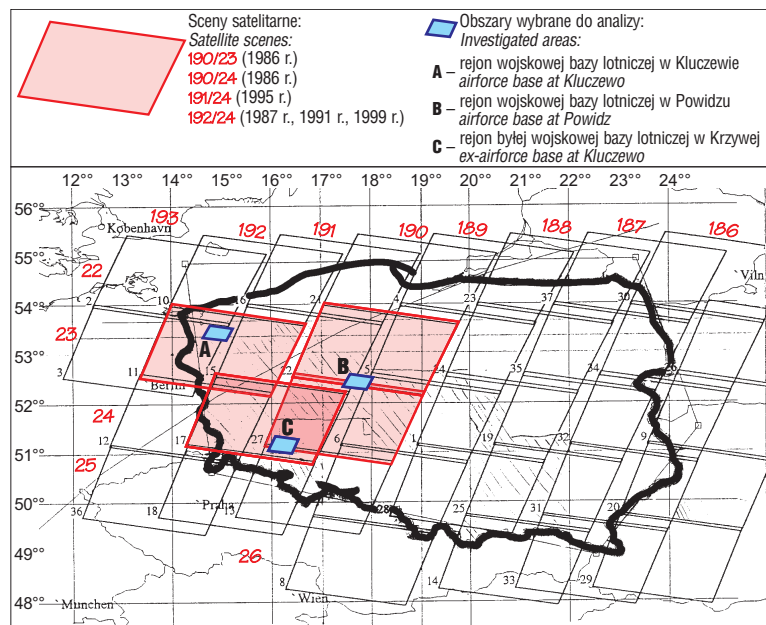 Sceny satelitarne:
Satellite scenes:
190/23 (1986 r.)
190/24 (1986 r.)
191/24 (1995 r.)
192/24 (1987 r., 1991 r., 1999 r.)
Obszary wybrane do analizy:
Investigated areas:
A – rejon wojskowej bazy lotniczej w Kluczewie
airforce base at Kluczewo
B – rejon wojskowej bazy lotniczej w Powidzu
airforce base at Powidz
C – rejon byłej wojskowej bazy lotniczej w Krzywej
ex-airforce base at Kluczewo
12°° 13°° 14°° 15°° 16°° 17°° 18°° 19°° 20°° 21°° 22°° 23°° 24°°
56°°
193 192 191 190 189 188 187 186
København
55°°
22
`Viln
54°°
2 10 16 21 4 23 37 30
23
53°°
A
3 11 15 22 B 5 24 35 34 29
Berlin
52°°
24
12 17 27 C 6 1 19 32 9
51°°
25
50°°
36 18 `Praha 13 28 25 31 20
49°°
26
8 14 33 29
48°°
`Munchen
`Wien